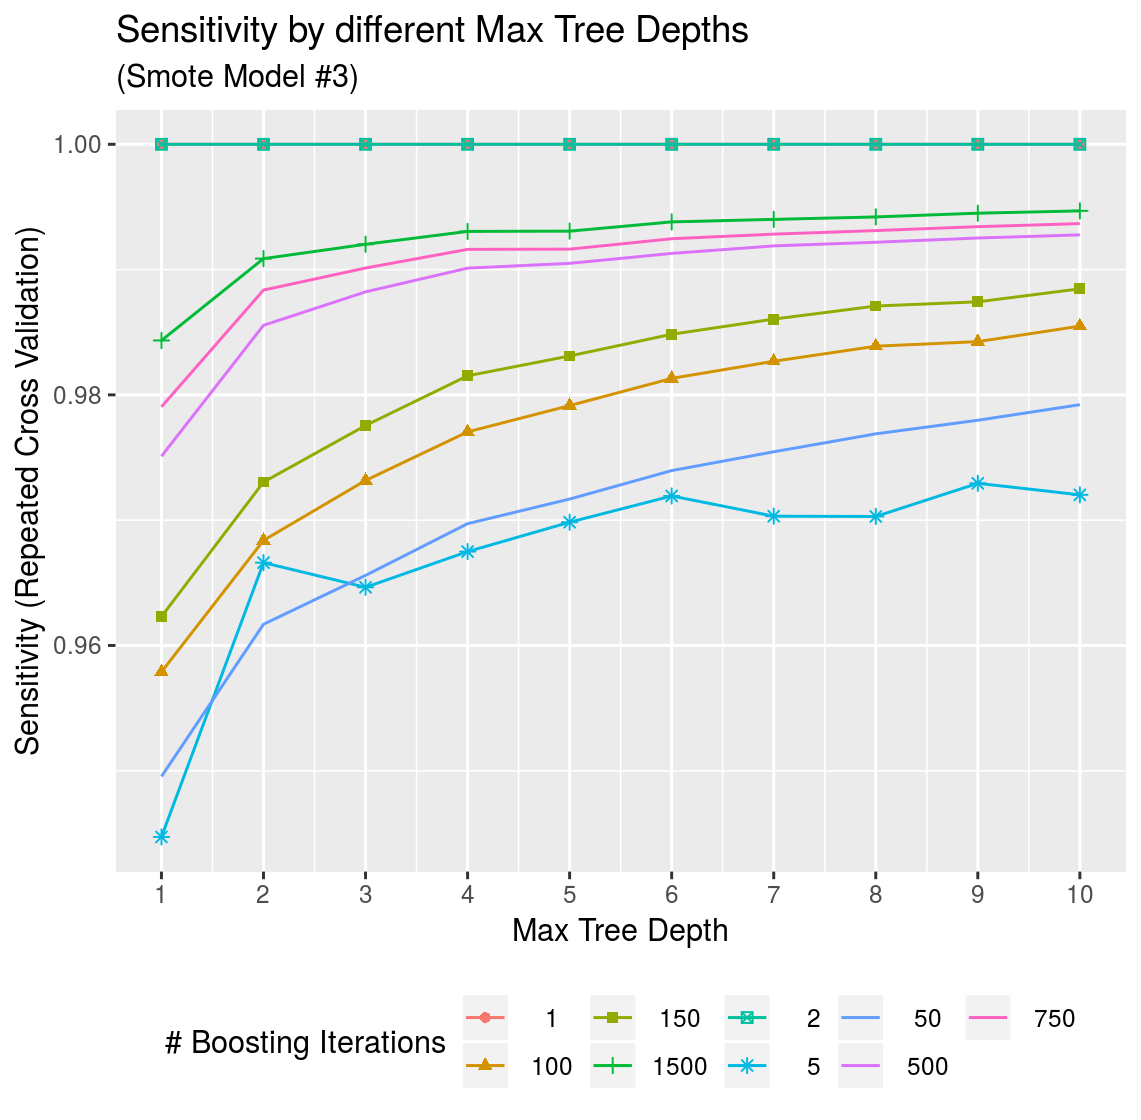 Sensitivity by different Max Tree Depths
(Smote Model #3)
Sensitivity (Repeated Cross Validation)
1.00
0.98
0.96
1 2 3 4 5 6 7 8 9 10
Max Tree Depth
# Boosting Iterations
1 150 2 50 750
100 1500 5 500